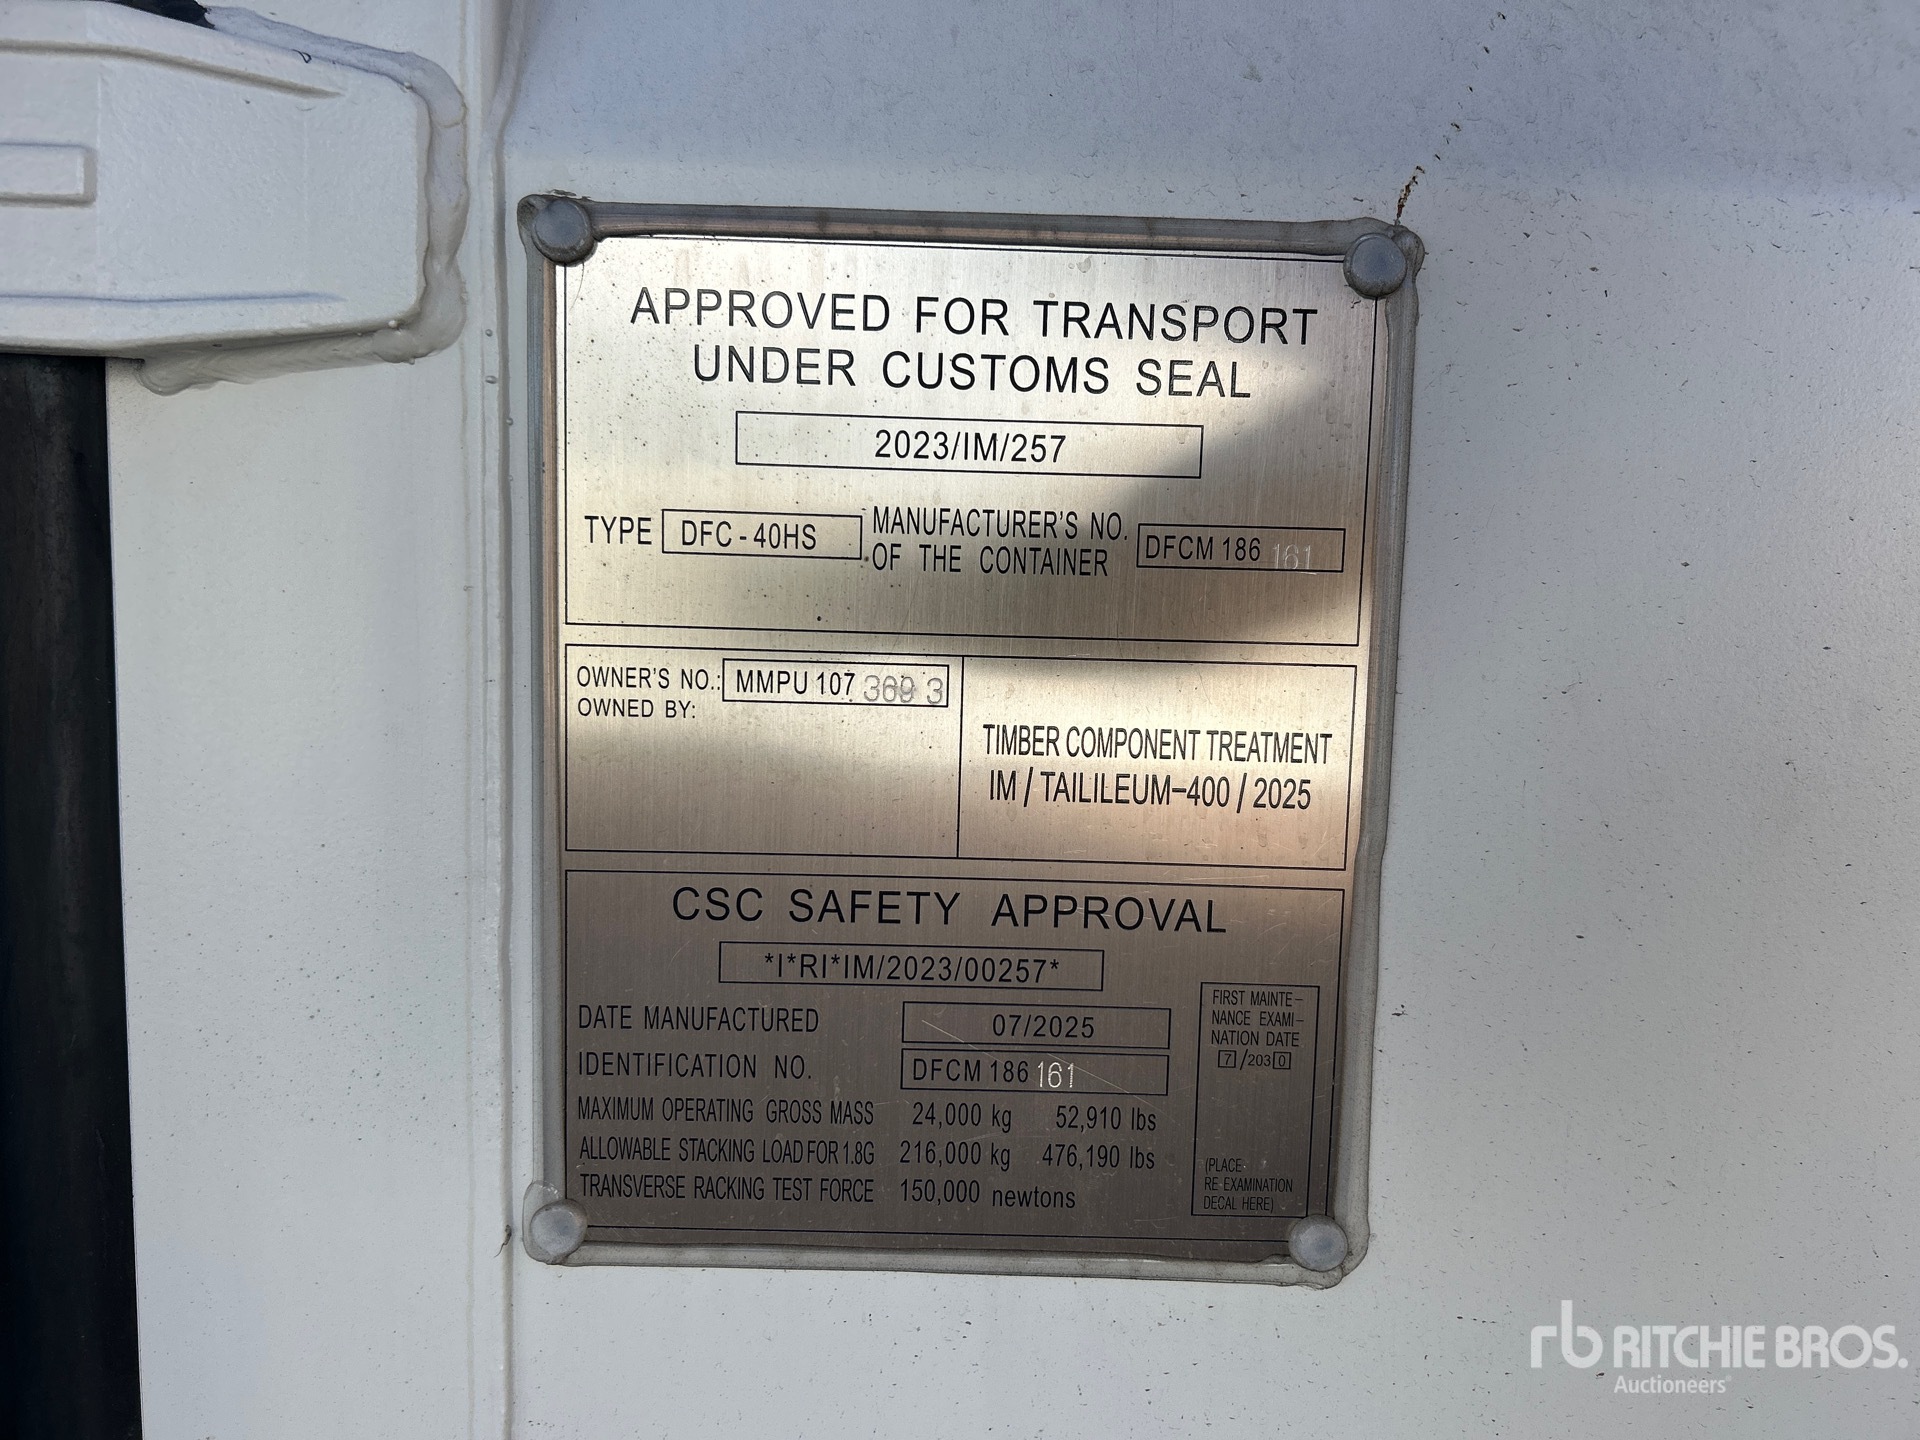 APPROVED FOR TRANSPORT
UNDER CUSTOMS SEAL
2023/IM/257
TYPE DFC-40HS MANUFACTURER'S NO. OF THE CONTAINER DFCM 186 161
OWNER'S NO.: MMPU 107 369 3
OWNED BY:
TIMBER COMPONENT TREATMENT
IM / TAILILEUM-400 / 2025
CSC SAFETY APPROVAL
*I*RI*IM/2023/00257*
DATE MANUFACTURED 07/2025
IDENTIFICATION NO. DFCM 186 161
MAXIMUM OPERATING GROSS MASS 24,000 kg 52,910 lbs
ALLOWABLE STACKING LOAD FOR 1.8G 216,000 kg 476,190 lbs
TRANSVERSE RACKING TEST FORCE 150,000 newtons
FIRST MAINTE-
NANCE EXAMI-
NATION DATE
7/2030
(PLACE
RE EXAMINATION
DECAL HERE)
rb RITCHIE BROS.
Auctioneers